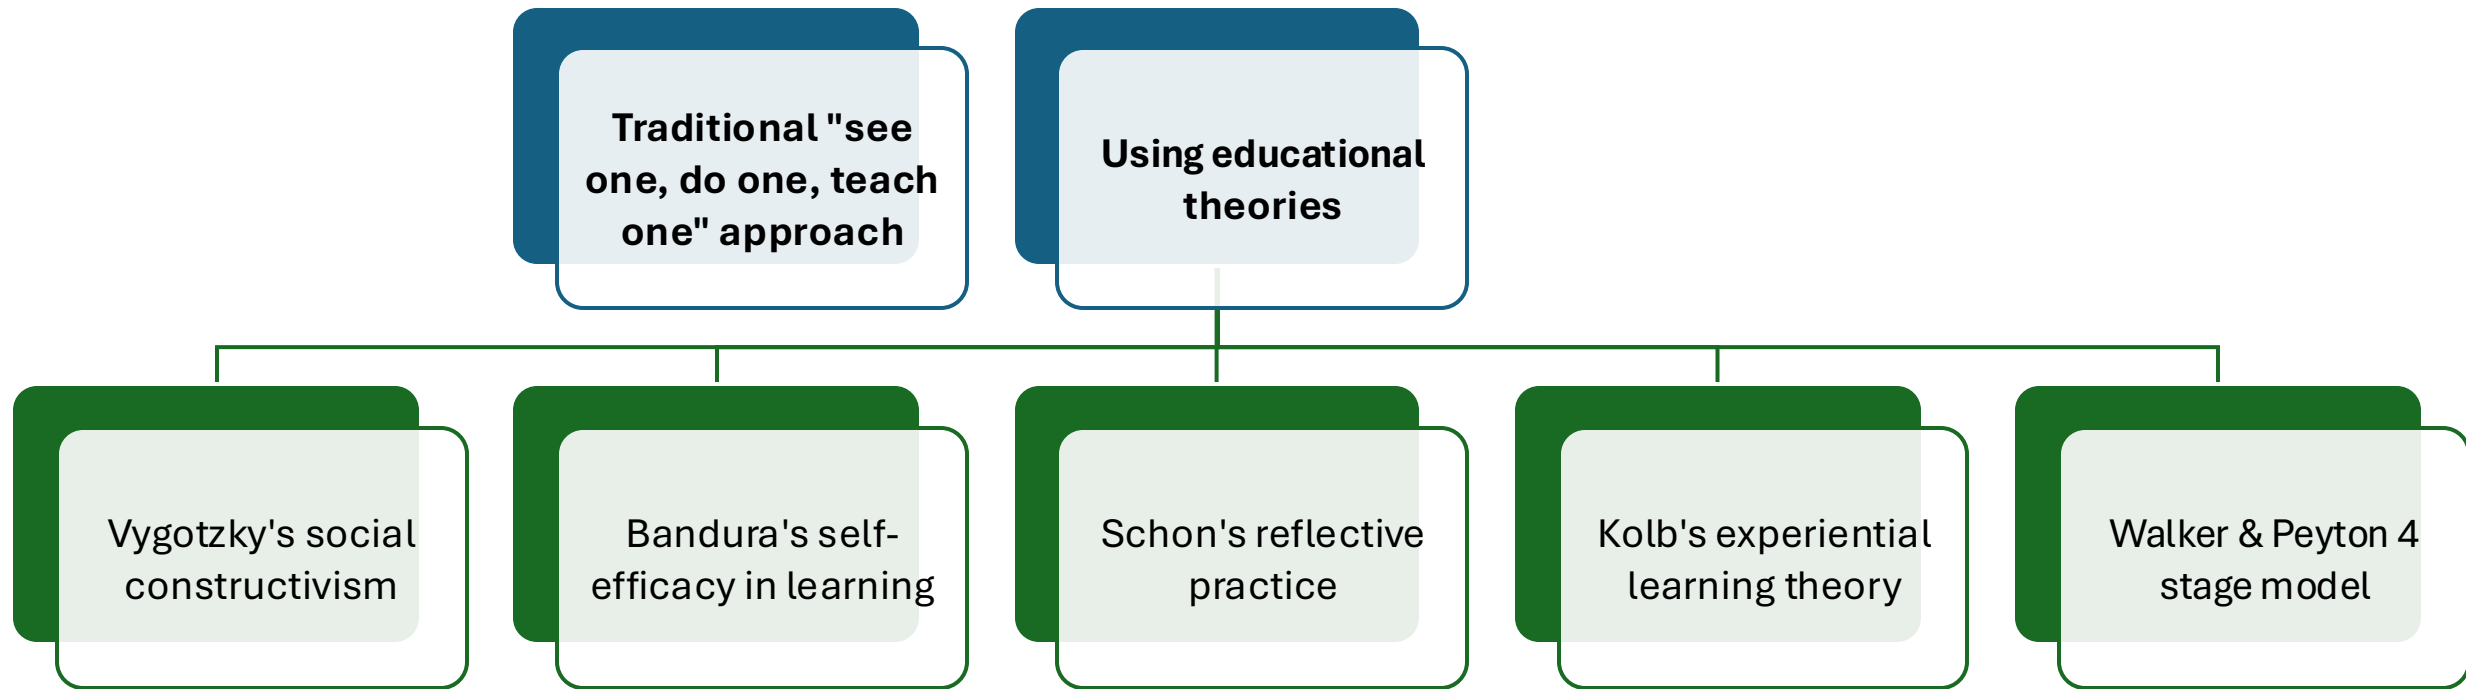 Traditional "see
one, do one, teach
one" approach
Using educational
theories
Vygotzky's social
constructivism
Bandura's self-
efficacy in learning
Schon's reflective
practice
Kolb's experiential
learning theory
Walker & Peyton 4
stage model